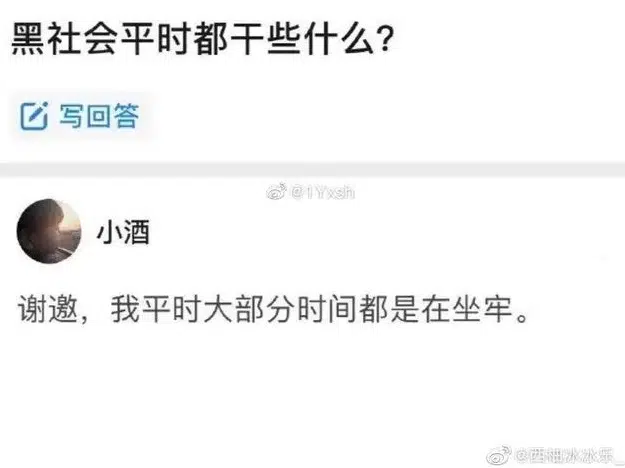 黑社会平时都干些什么?
写回答
@1Yxsh
小酒
谢邀，我平时大部分时间都是在坐牢。
@西柚冰冰乐_